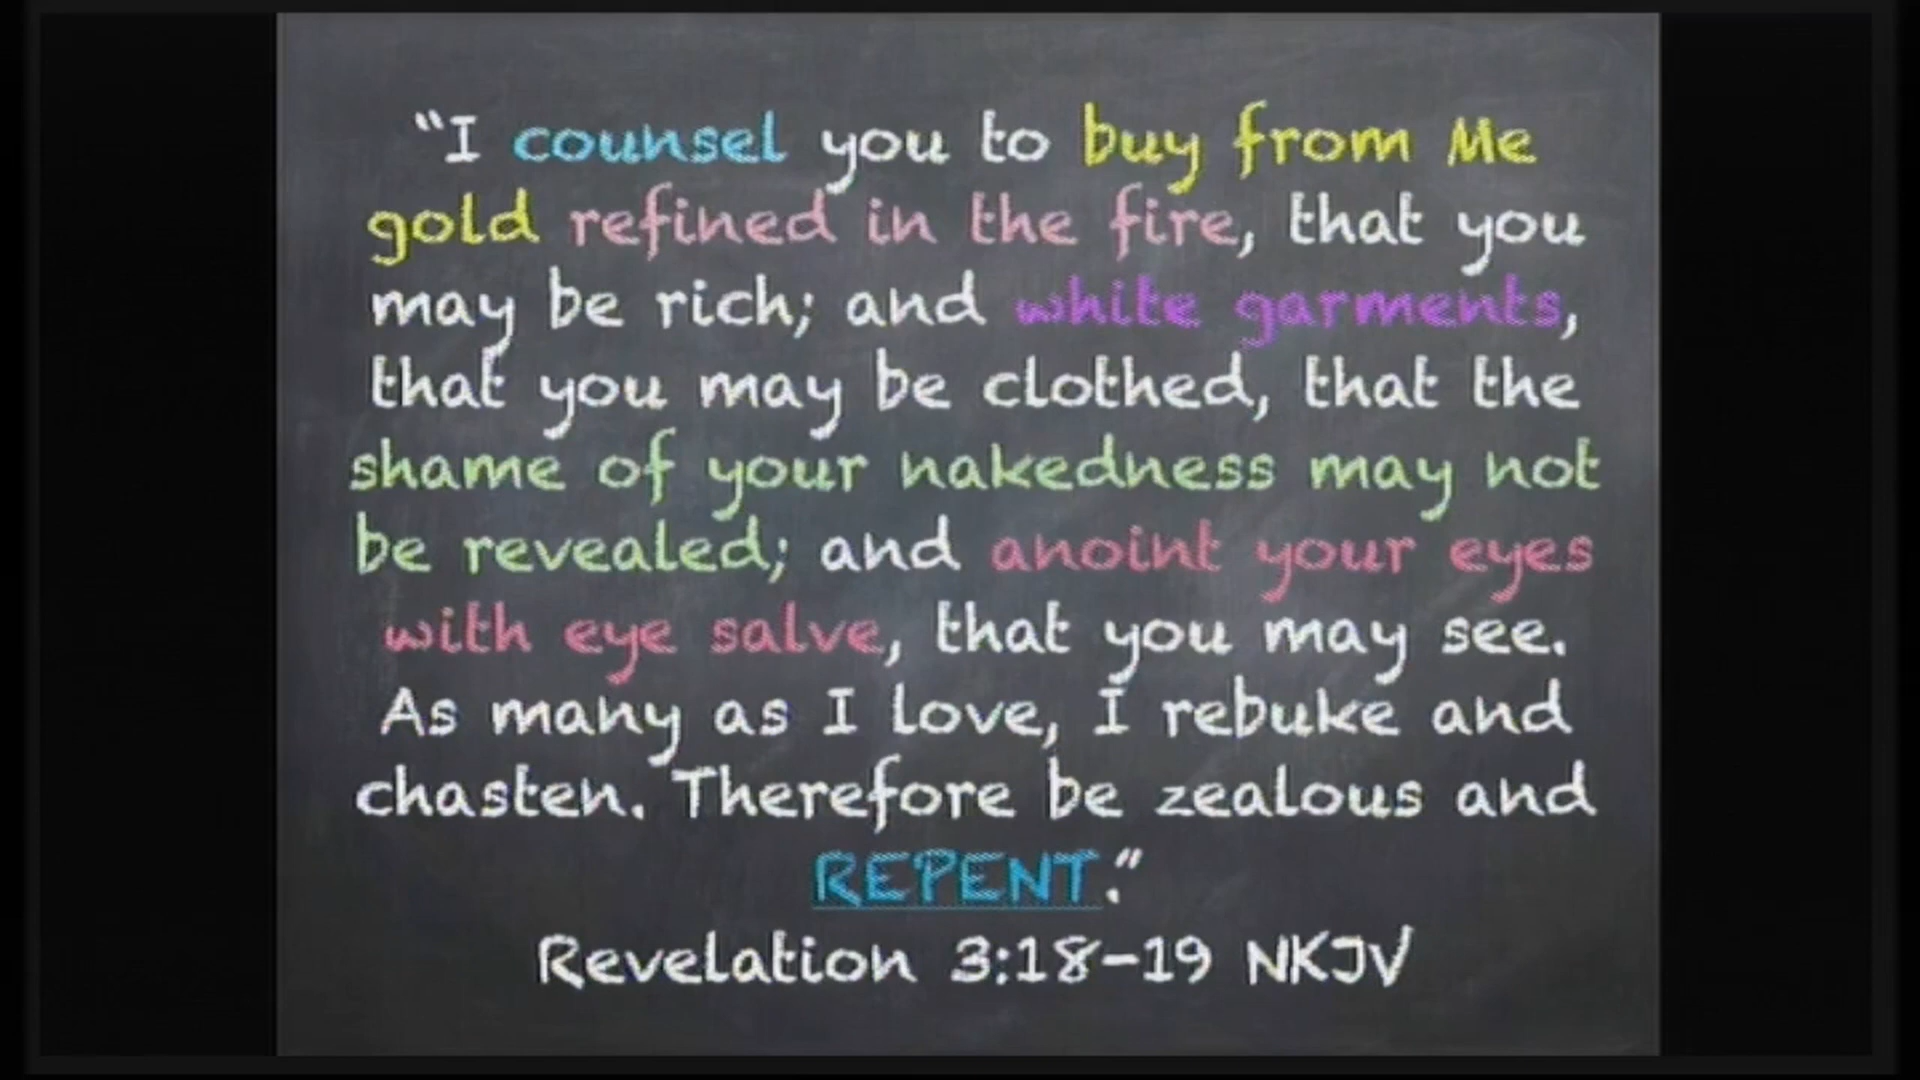 “I counsel you to buy from Me
gold refined in the fire, that you
may be rich; and white garments,
that you may be clothed, that the
shame of your nakedness may not
be revealed; and anoint your eyes
with eye salve, that you may see.
As many as I love, I rebuke and
chasten. Therefore be zealous and
REPENT.”
Revelation 3:18-19 NKJV